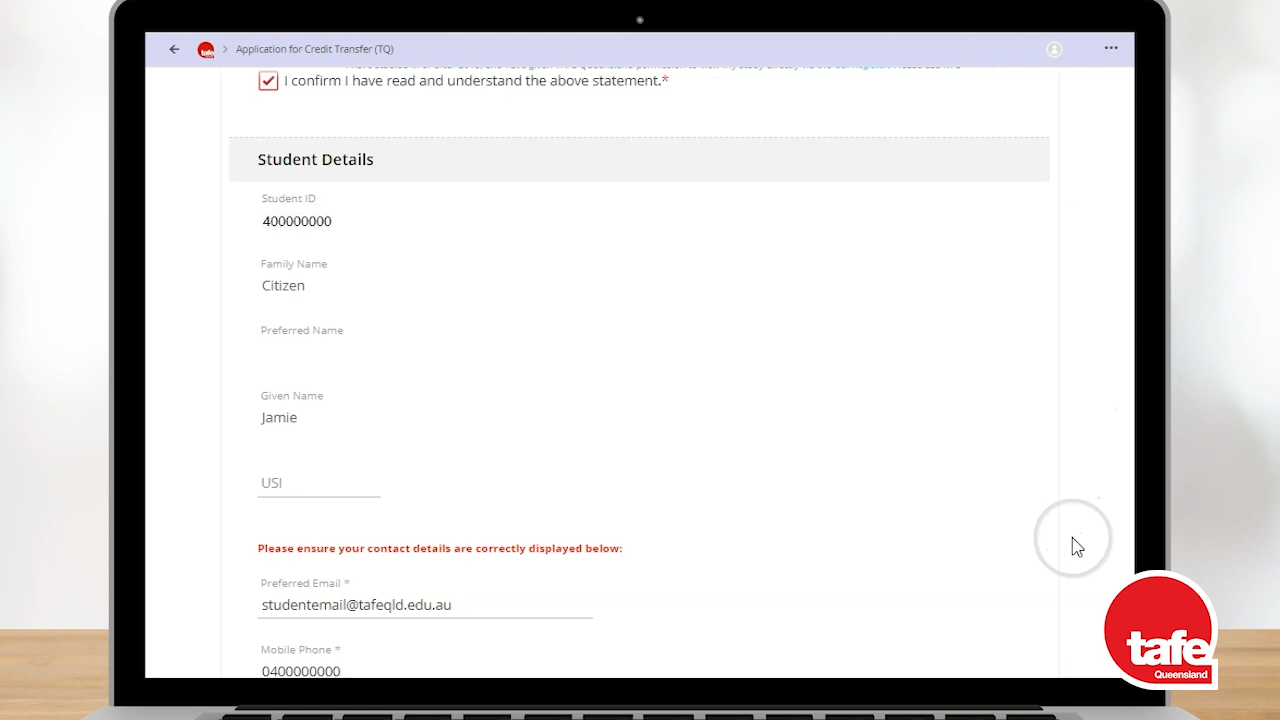 Application for Credit Transfer (TQ)
I confirm I have read and understand the above statement.*
Student Details
Student ID
400000000
Family Name
Citizen
Preferred Name
Given Name
Jamie
USI
Please ensure your contact details are correctly displayed below:
Preferred Email *
studentemail@tafeqld.edu.au
Mobile Phone *
0400000000
tafe
Queensland